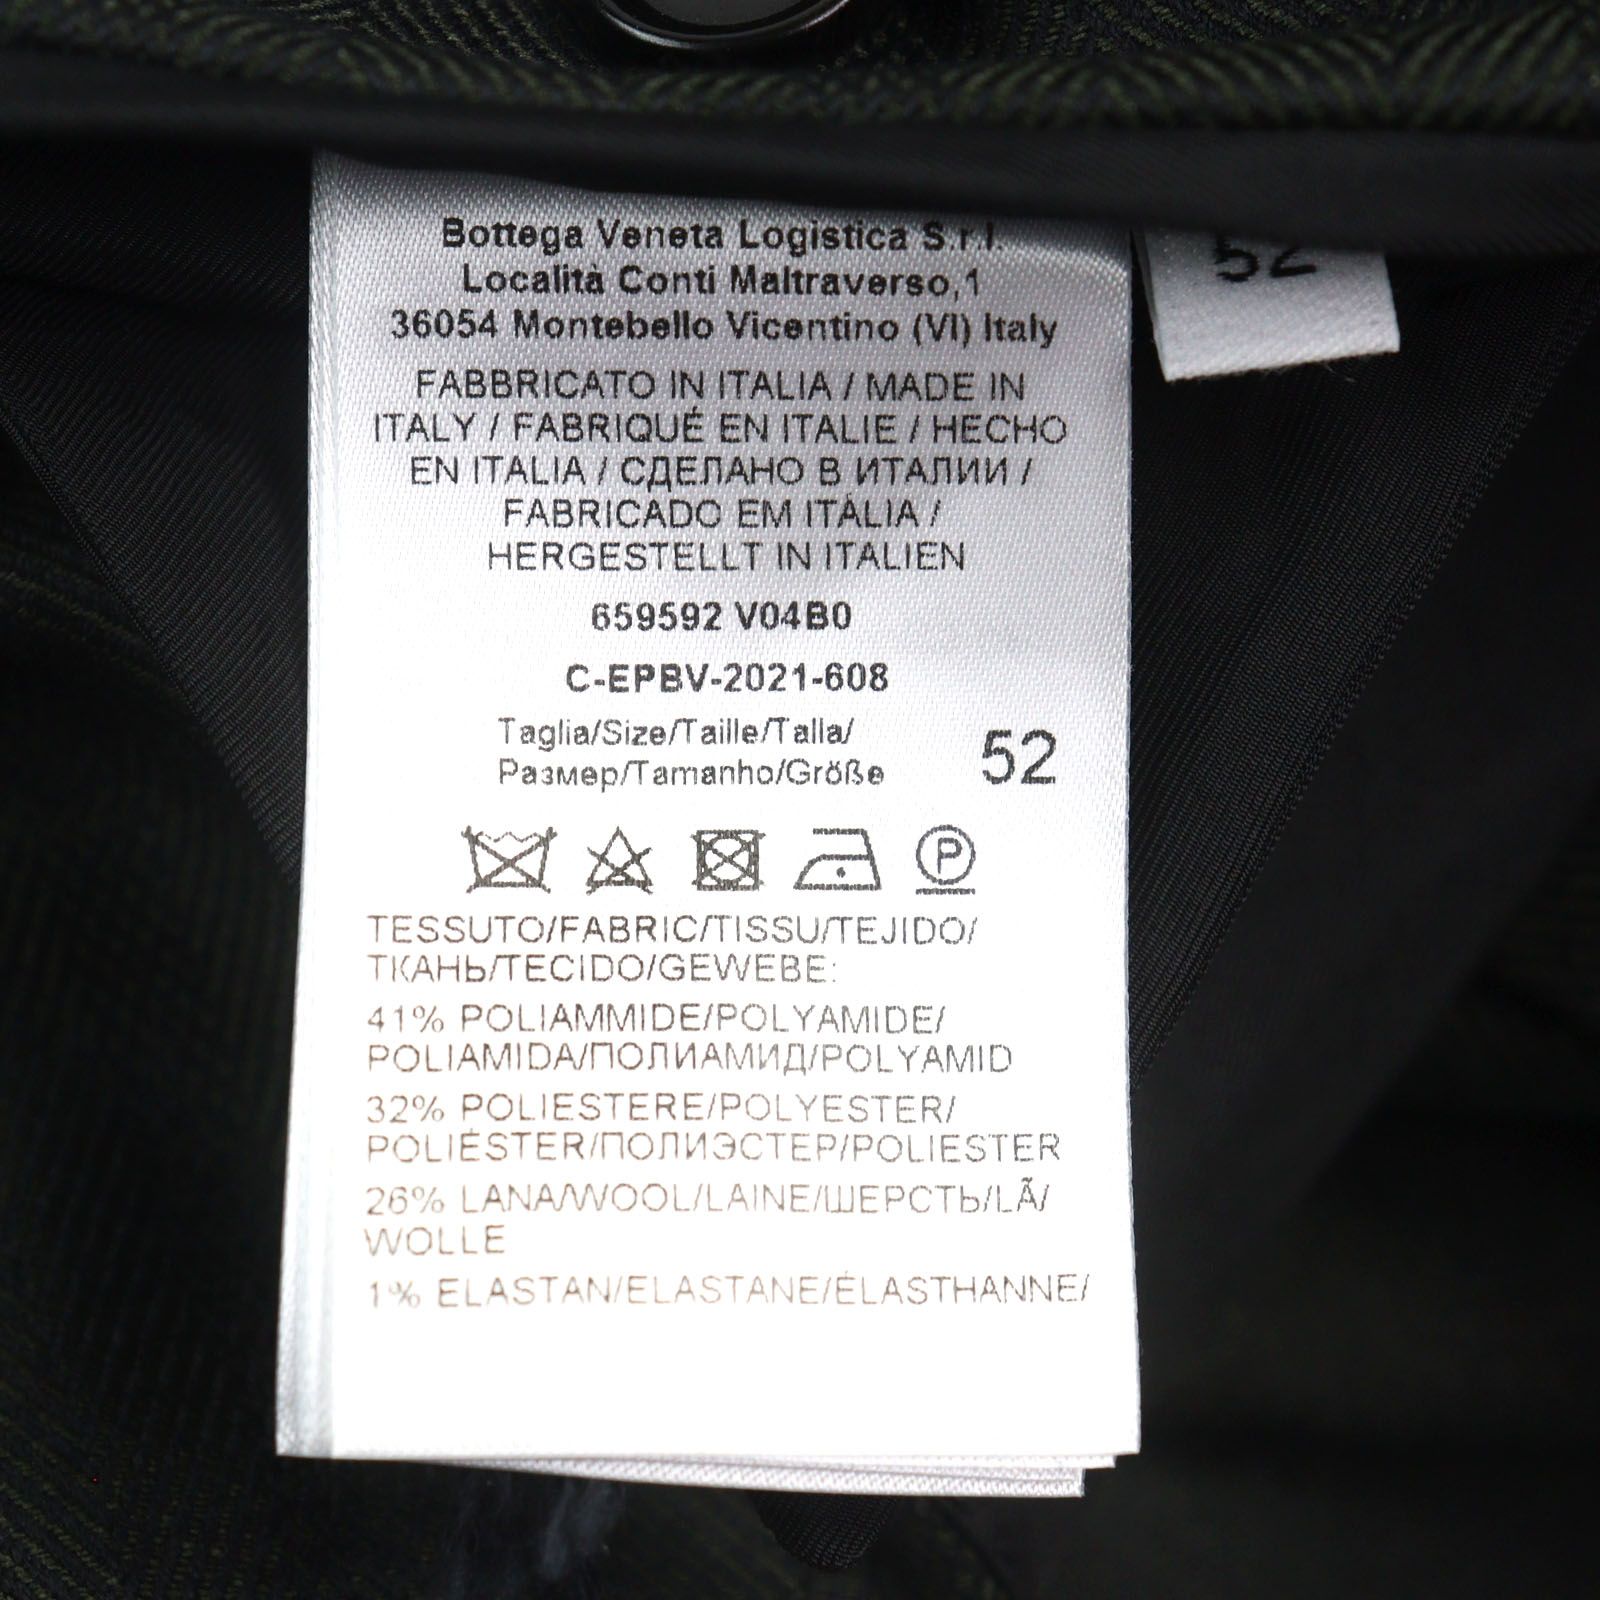 Bottega Veneta Logistica S.r.l.
Località Conti Maltraverso,1
36054 Montebello Vicentino (VI) Italy
52
FABBRICATO IN ITALIA / MADE IN
ITALY / FABRIQUÉ EN ITALIE / HECHO
EN ITALIA / СДЕЛАНО В ИТАЛИИ /
FABRICADO EM ITÁLIA /
HERGESTELLT IN ITALIEN
659592 V04B0
C-EPBV-2021-608
Taglia/Size/Taille/Talla/
Размер/Tamanho/Größe
52
P
TESSUTO/FABRIC/TISSU/TEJIDO/
ТКАНЬ/TECIDO/GEWEBE:
41% POLIAMMIDE/POLYAMIDE/
POLIAMIDA/ПОЛИАМИД/POLYAMID
32% POLIESTERE/POLYESTER/
POLIÉSTER/ПОЛИЭСТЕР/POLIESTER
26% LANA/WOOL/LAINE/ШЕРСТЬ/LÃ/
WOLLE
1% ELASTAN/ELASTANE/ÉLASTHANNE/